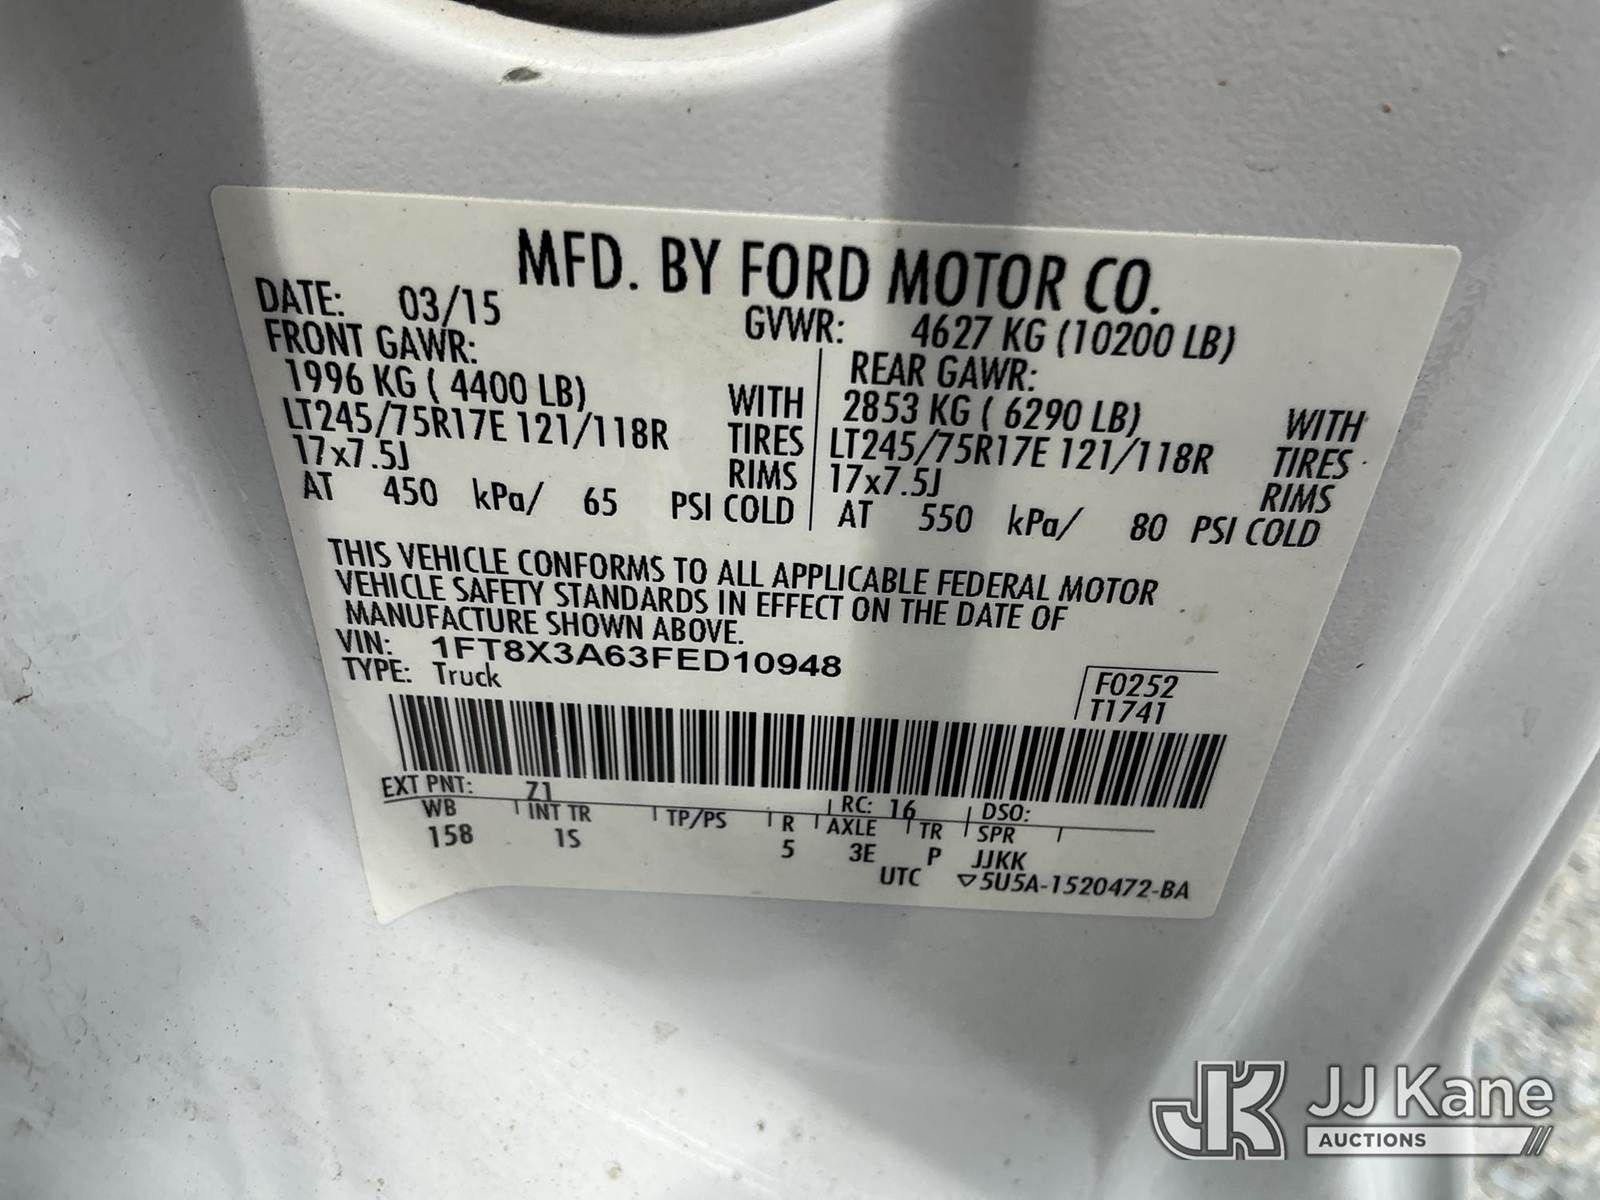 MFD. BY FORD MOTOR CO.
DATE: 03/15 GVWR: 4627 KG (10200 LB)
FRONT GAWR: REAR GAWR:
1996 KG ( 4400 LB) WITH 2853 KG ( 6290 LB) WITH
LT245/75R17E 121/118R TIRES LT245/75R17E 121/118R TIRES
17x7.5J RIMS 17x7.5J RIMS
AT 450 kPa/ 65 PSI COLD AT 550 kPa/ 80 PSI COLD
THIS VEHICLE CONFORMS TO ALL APPLICABLE FEDERAL MOTOR
VEHICLE SAFETY STANDARDS IN EFFECT ON THE DATE OF
MANUFACTURE SHOWN ABOVE.
VIN: 1FT8X3A63FED10948
TYPE: Truck
F0252
T1741
EXT PNT: Z1 RC: 16 DSO:
WB INT TR TP/PS R AXLE TR SPR
158 1S 5 3E P JJKK
UTC ▽5U5A-1520472-BA
JK JJ Kane
AUCTIONS